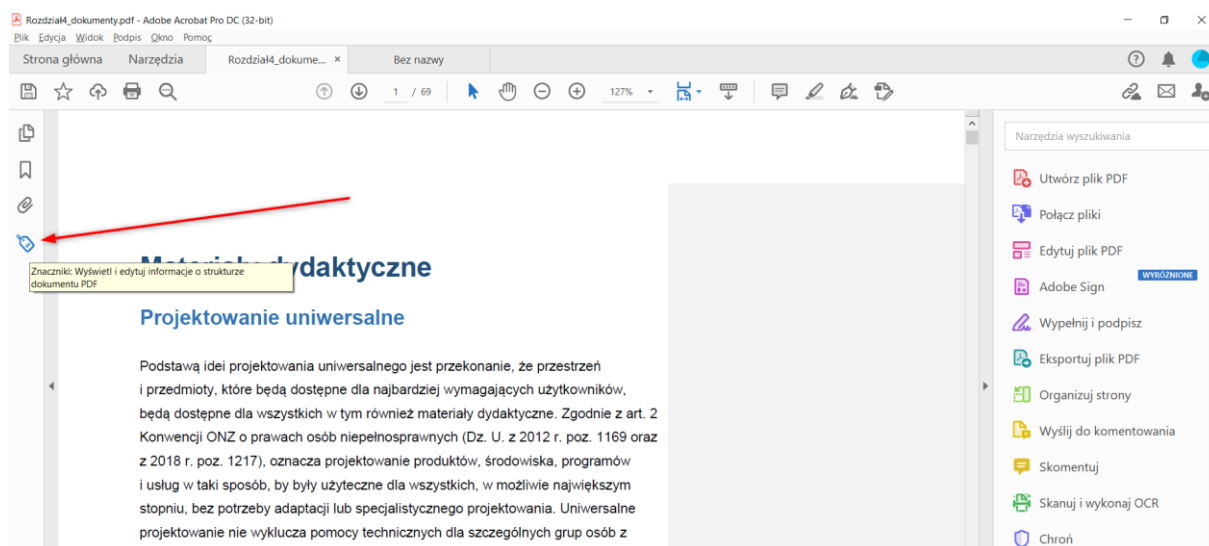 Rozdział4_dokumenty.pdf - Adobe Acrobat Pro DC (32-bit)
Plik Edycja Widok Podpis Okno Pomoc
Strona główna Narzędzia Rozdział4_dokume... × Bez nazwy
1 / 69 127%
Narzędzia wyszukiwania
Utwórz plik PDF
Połącz pliki
Edytuj plik PDF
WYRÓŻNIONE
Adobe Sign
Wypełnij i podpisz
Eksportuj plik PDF
Organizuj strony
Wyślij do komentowania
Skomentuj
Skanuj i wykonaj OCR
Chroń
Znaczniki: Wyświetl i edytuj informacje o strukturze
dokumentu PDF
Materiały dydaktyczne
Projektowanie uniwersalne
Podstawą idei projektowania uniwersalnego jest przekonanie, że przestrzeń
i przedmioty, które będą dostępne dla najbardziej wymagających użytkowników,
będą dostępne dla wszystkich w tym również materiały dydaktyczne. Zgodnie z art. 2
Konwencji ONZ o prawach osób niepełnosprawnych (Dz. U. z 2012 r. poz. 1169 oraz
z 2018 r. poz. 1217), oznacza projektowanie produktów, środowiska, programów
i usług w taki sposób, by były użyteczne dla wszystkich, w możliwie największym
stopniu, bez potrzeby adaptacji lub specjalistycznego projektowania. Uniwersalne
projektowanie nie wyklucza pomocy technicznych dla szczególnych grup osób z